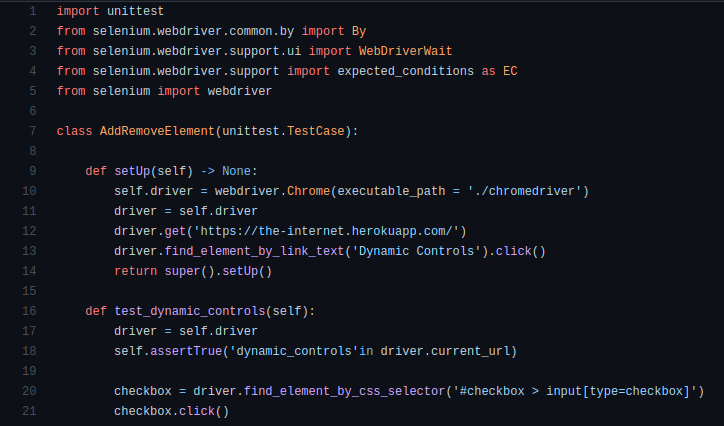 1 import unittest
2 from selenium.webdriver.common.by import By
3 from selenium.webdriver.support.ui import WebDriverWait
4 from selenium.webdriver.support import expected_conditions as EC
5 from selenium import webdriver
6
7 class AddRemoveElement(unittest.TestCase):
8
9     def setUp(self) -> None:
10         self.driver = webdriver.Chrome(executable_path = './chromedriver')
11         driver = self.driver
12         driver.get('https://the-internet.herokuapp.com/')
13         driver.find_element_by_link_text('Dynamic Controls').click()
14         return super().setUp()
15
16     def test_dynamic_controls(self):
17         driver = self.driver
18         self.assertTrue('dynamic_controls'in driver.current_url)
19
20         checkbox = driver.find_element_by_css_selector('#checkbox > input[type=checkbox]')
21         checkbox.click()